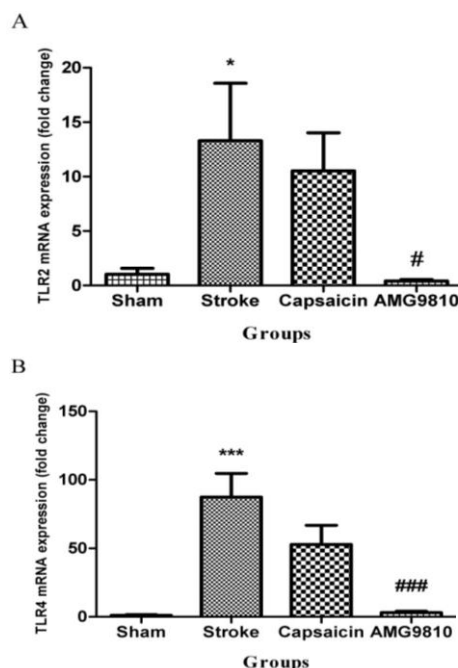 A
TLR2 mRNA expression (fold change)
20
15
10
5
0
*
#
Sham Stroke Capsaicin AMG9810
Groups
B
TLR4 mRNA expression (fold change)
150
100
50
0
***
###
Sham Stroke Capsaicin AMG9810
Groups